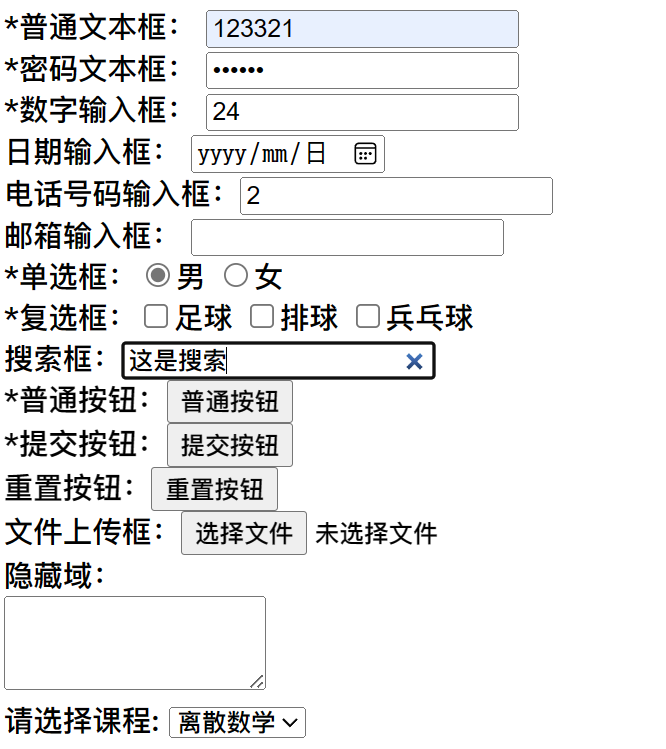 *普通文本框： 123321
*密码文本框： ••••••
*数字输入框： 24
日期输入框： yyyy/mm/日
电话号码输入框： 2
邮箱输入框：
*单选框： 男 女
*复选框： 足球 排球 兵乓球
搜索框： 这是搜索
*普通按钮： 普通按钮
*提交按钮： 提交按钮
重置按钮： 重置按钮
文件上传框： 选择文件 未选择文件
隐藏域：
请选择课程: 离散数学